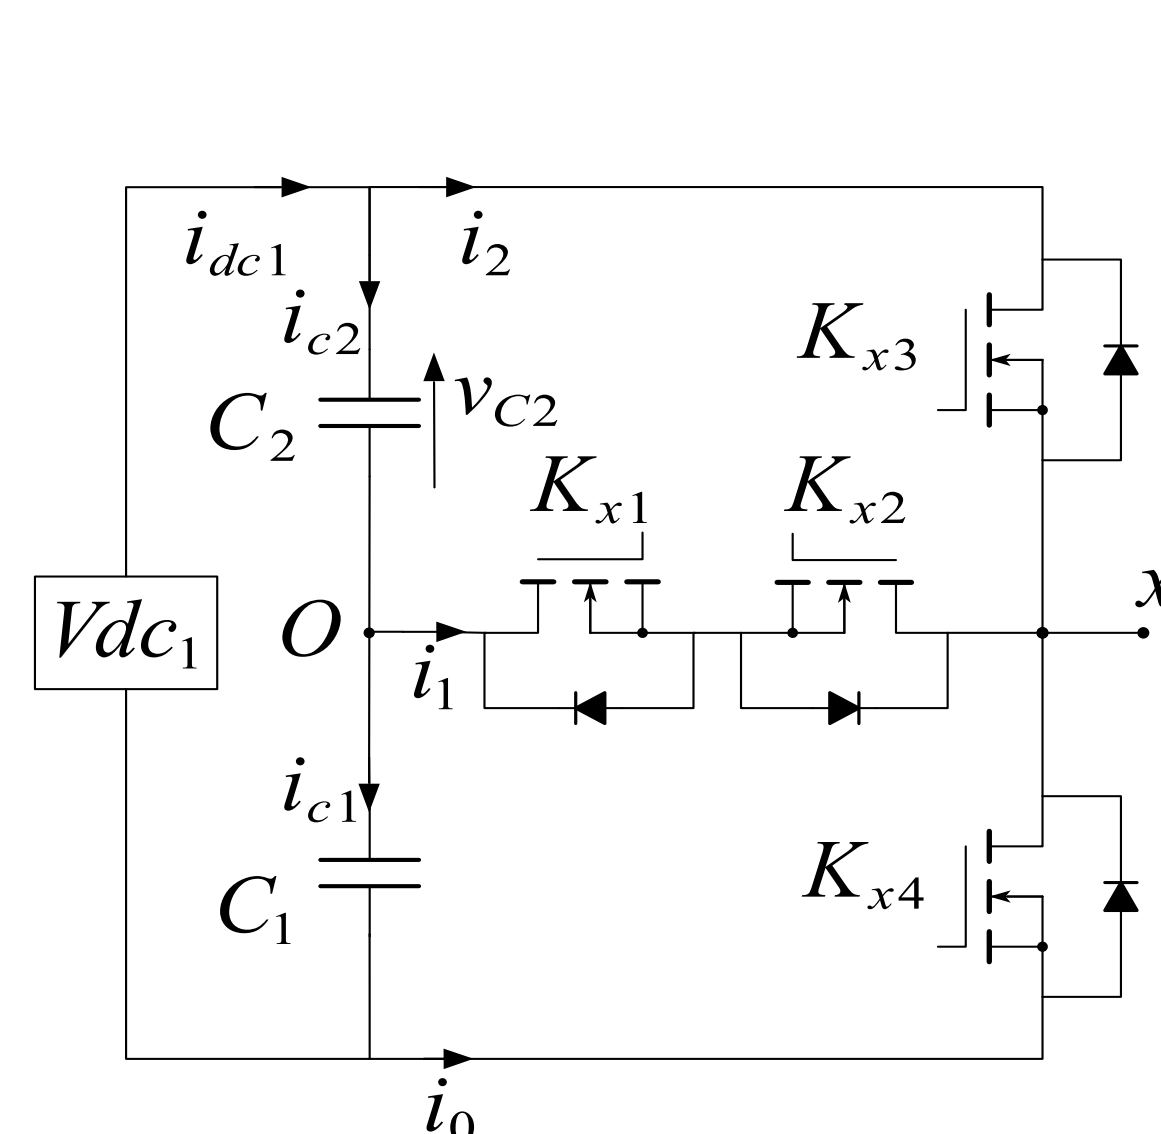 i_dc1
i_2
i_c2
K_x3
C_2
v_C2
K_x1
K_x2
x
O
Vdc_1
i_1
i_c1
K_x4
C_1
i_0